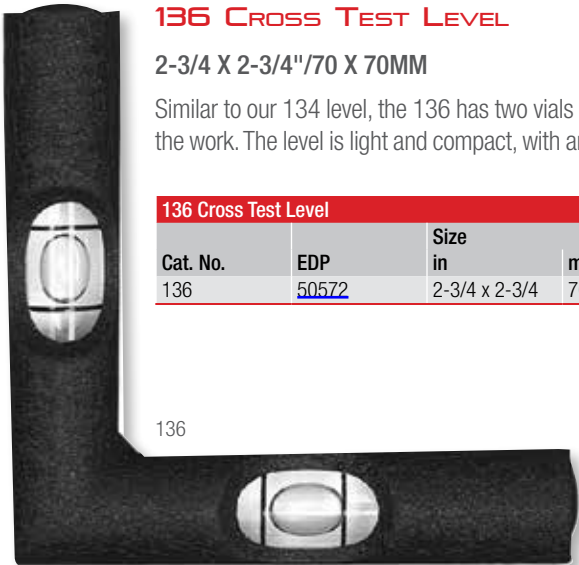 136 Cross Test Level
2-3/4 X 2-3/4"/70 X 70MM
Similar to our 134 level, the 136 has two vials
the work. The level is light and compact, with
136 Cross Test Level
Size
Cat. No. EDP in
136 50572 2-3/4 x 2-3/4
136